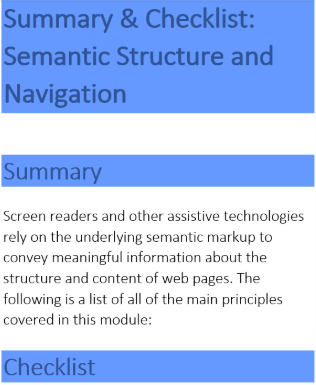 Summary & Checklist:
Semantic Structure and
Navigation
Summary
Screen readers and other assistive technologies
rely on the underlying semantic markup to
convey meaningful information about the
structure and content of web pages. The
following is a list of all of the main principles
covered in this module:
Checklist